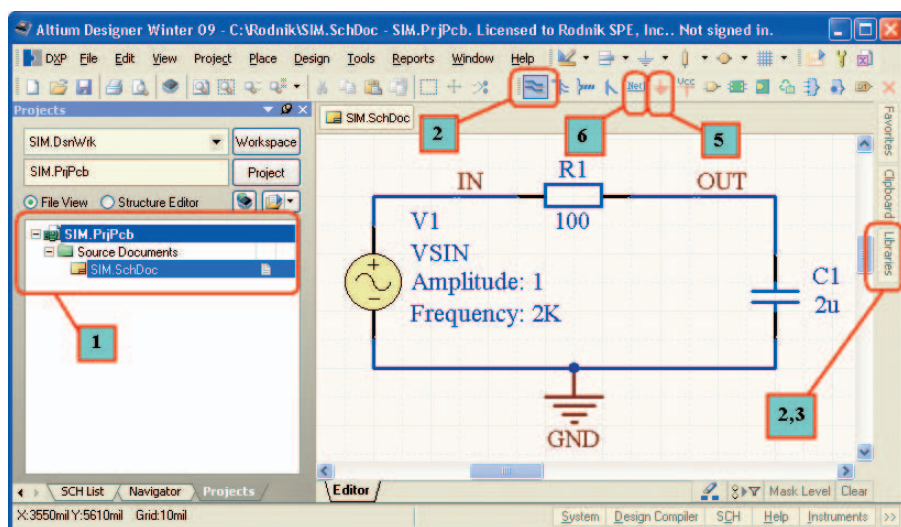 Altium Designer Winter 09 - C:\Rodnik\SIM.SchDoc - SIM.PrjPcb. Licensed to Rodnik SPE, Inc.. Not signed in.
DXP File Edit View Project Place Design Tools Reports Window Help
Net VCC
Projects
SIM.SchDoc
2
6
5
SIM.DsnWrk Workspace
SIM.PrjPcb Project
File View Structure Editor
SIM.PrjPcb
Source Documents
SIM.SchDoc
1
IN R1 OUT
100
V1
VSIN
Amplitude: 1
Frequency: 2K
C1
2u
GND
Favorites
Clipboard
Libraries
2,3
SCH List Navigator Projects
Editor
Mask Level Clear
X:3550mil Y:5610mil Grid:10mil
System Design Compiler SCH Help Instruments >>